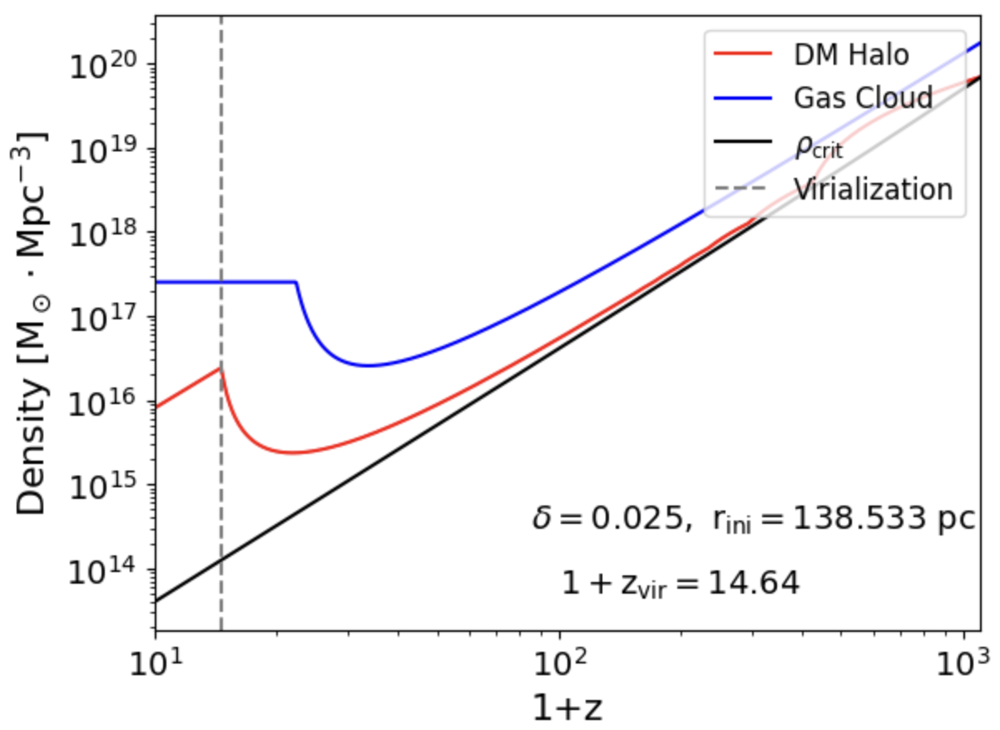 10²⁰
10¹⁹
10¹⁸
10¹⁷
10¹⁶
10¹⁵
10¹⁴
Density [M⊙ · Mpc⁻³]
DM Halo
Gas Cloud
ρcrit
Virialization
δ = 0.025, rini = 138.533 pc
1 + zvir = 14.64
10¹ 10² 10³
1+z